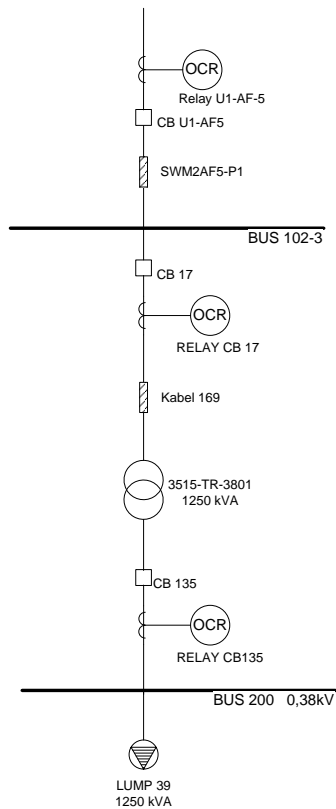 OCR
Relay U1-AF-5
CB U1-AF5
SWM2AF5-P1
BUS 102-3
CB 17
OCR
RELAY CB 17
Kabel 169
3515-TR-3801
1250 kVA
CB 135
OCR
RELAY CB135
BUS 200   0,38kV
LUMP 39
1250 kVA